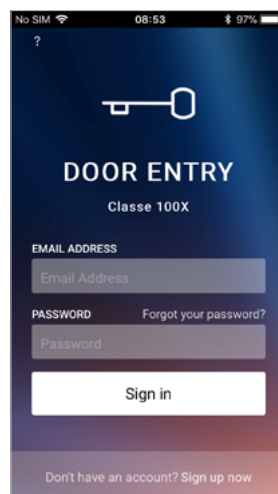 No SIM 08:53 97%
?
DOOR ENTRY
Classe 100X
EMAIL ADDRESS
Email Address
PASSWORD Forgot your password?
Password
Sign in
Don't have an account? Sign up now